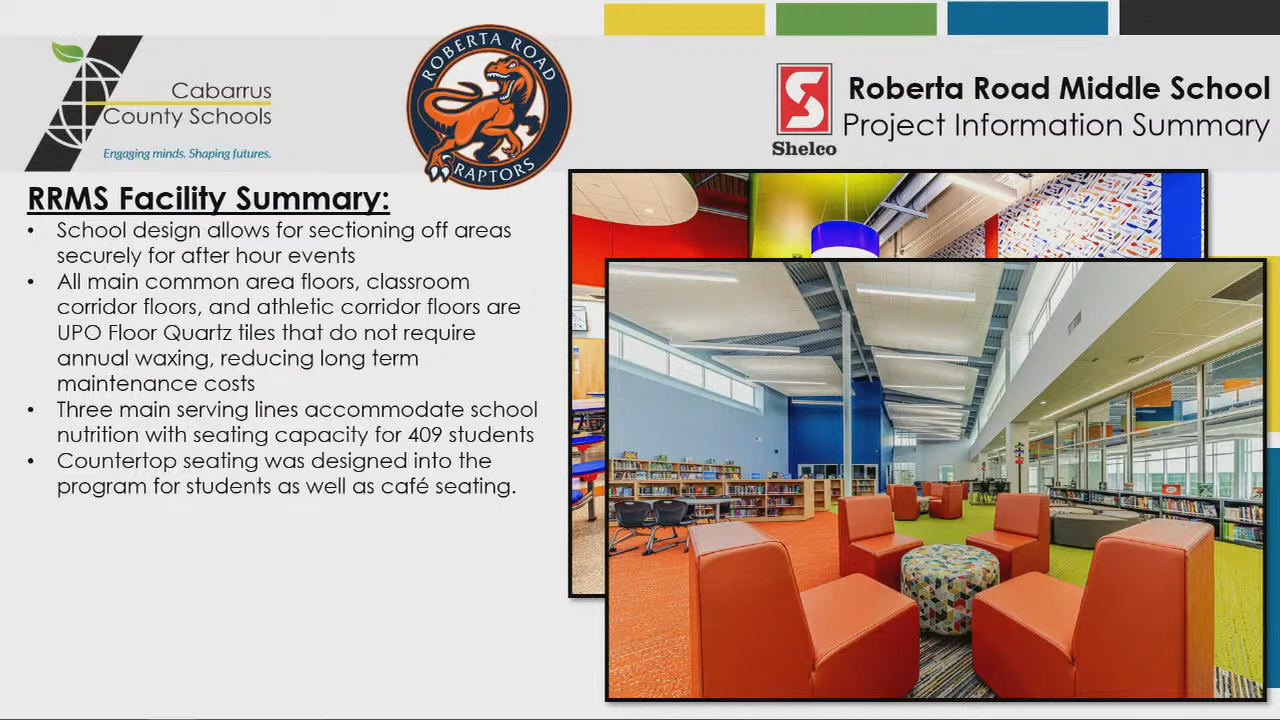 Cabarrus
County Schools
Engaging minds. Shaping futures.
ROBERTA ROAD
RAPTORS
Shelco
Roberta Road Middle School
Project Information Summary
RRMS Facility Summary:
• School design allows for sectioning off areas
securely for after hour events
• All main common area floors, classroom
corridor floors, and athletic corridor floors are
UPO Floor Quartz tiles that do not require
annual waxing, reducing long term
maintenance costs
• Three main serving lines accommodate school
nutrition with seating capacity for 409 students
• Countertop seating was designed into the
program for students as well as café seating.